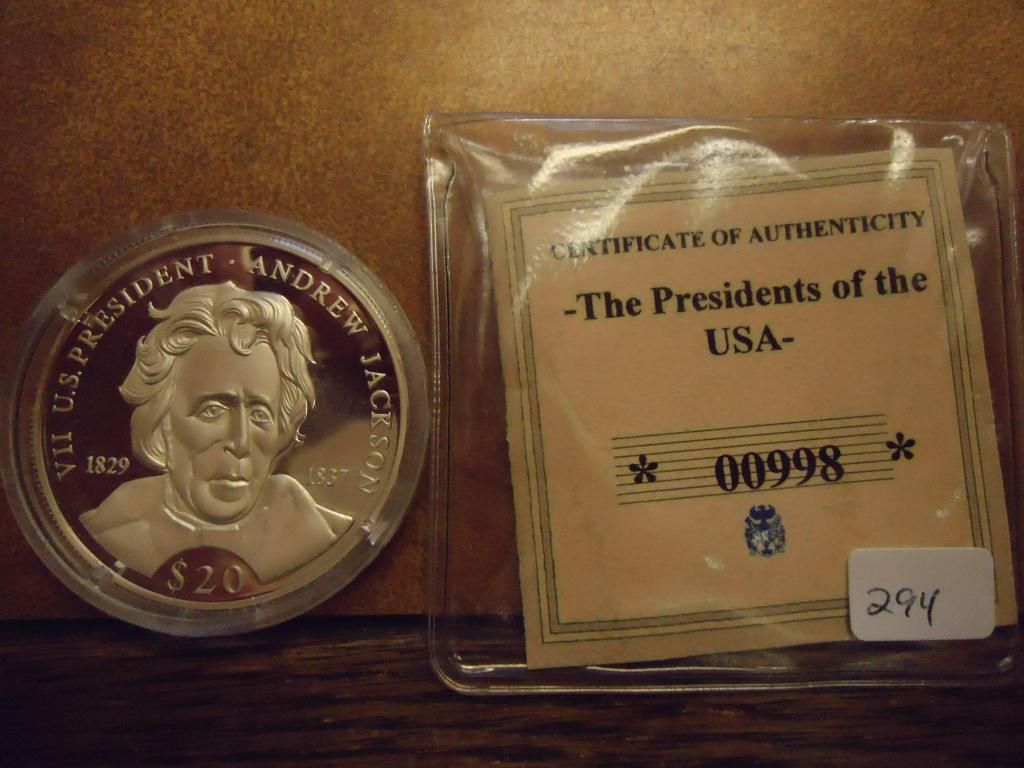 VII U.S. PRESIDENT · ANDREW JACKSON
1829
1837
$20
CERTIFICATE OF AUTHENTICITY
-The Presidents of the
USA-
* 00998 *
294